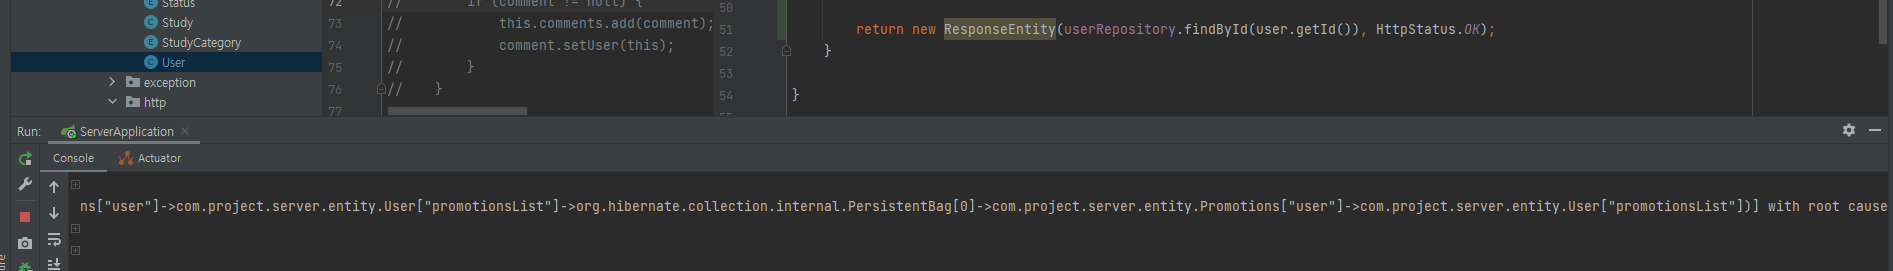 Status
Study
StudyCategory
User
exception
http
72 // if (comment != null) {
73 // this.comments.add(comment);
74 // comment.setUser(this);
75 // }
76 // }
77
50
51 return new ResponseEntity(userRepository.findById(user.getId()), HttpStatus.OK);
52 }
53
54 }
Run: ServerApplication
Console Actuator
ns["user"]->com.project.server.entity.User["promotionsList"]->org.hibernate.collection.internal.PersistentBag[0]->com.project.server.entity.Promotions["user"]->com.project.server.entity.User["promotionsList"])] with root cause